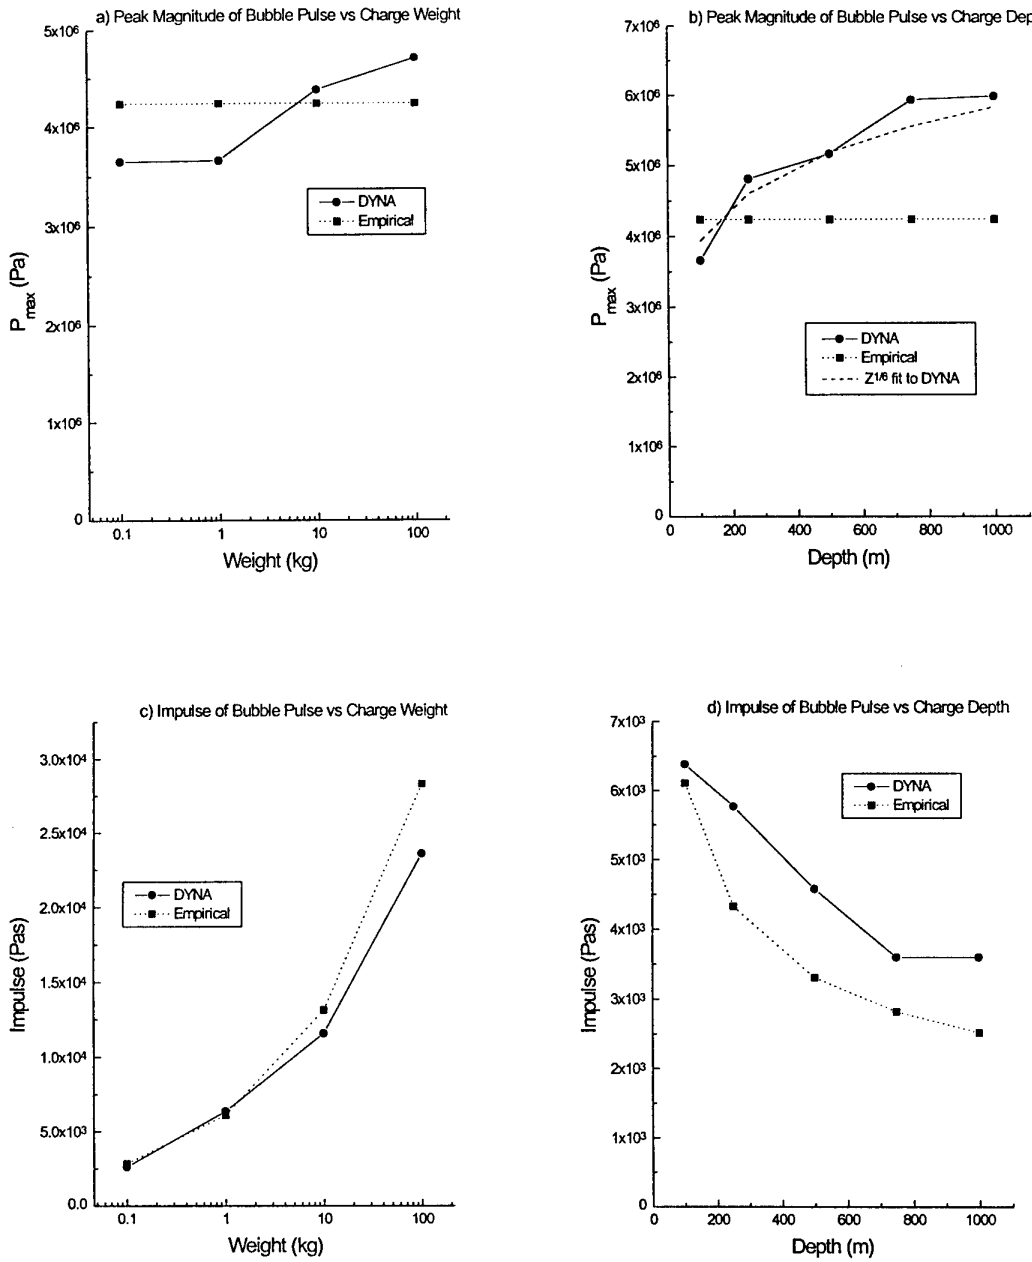 a) Peak Magnitude of Bubble Pulse vs Charge Weight
5x10⁶
4x10⁶
3x10⁶
2x10⁶
1x10⁶
0
P_max (Pa)
DYNA
Empirical
0.1 1 10 100
Weight (kg)
b) Peak Magnitude of Bubble Pulse vs Charge Dep
7x10⁶
6x10⁶
5x10⁶
4x10⁶
3x10⁶
2x10⁶
1x10⁶
0
P_max (Pa)
DYNA
Empirical
Z^1/6 fit to DYNA
0 200 400 600 800 1000
Depth (m)
c) Impulse of Bubble Pulse vs Charge Weight
3.0x10⁴
2.5x10⁴
2.0x10⁴
1.5x10⁴
1.0x10⁴
5.0x10³
0.0
Impulse (Pas)
DYNA
Empirical
0.1 1 10 100
Weight (kg)
d) Impulse of Bubble Pulse vs Charge Depth
7x10³
6x10³
5x10³
4x10³
3x10³
2x10³
1x10³
0
Impulse (Pas)
DYNA
Empirical
0 200 400 600 800 1000
Depth (m)